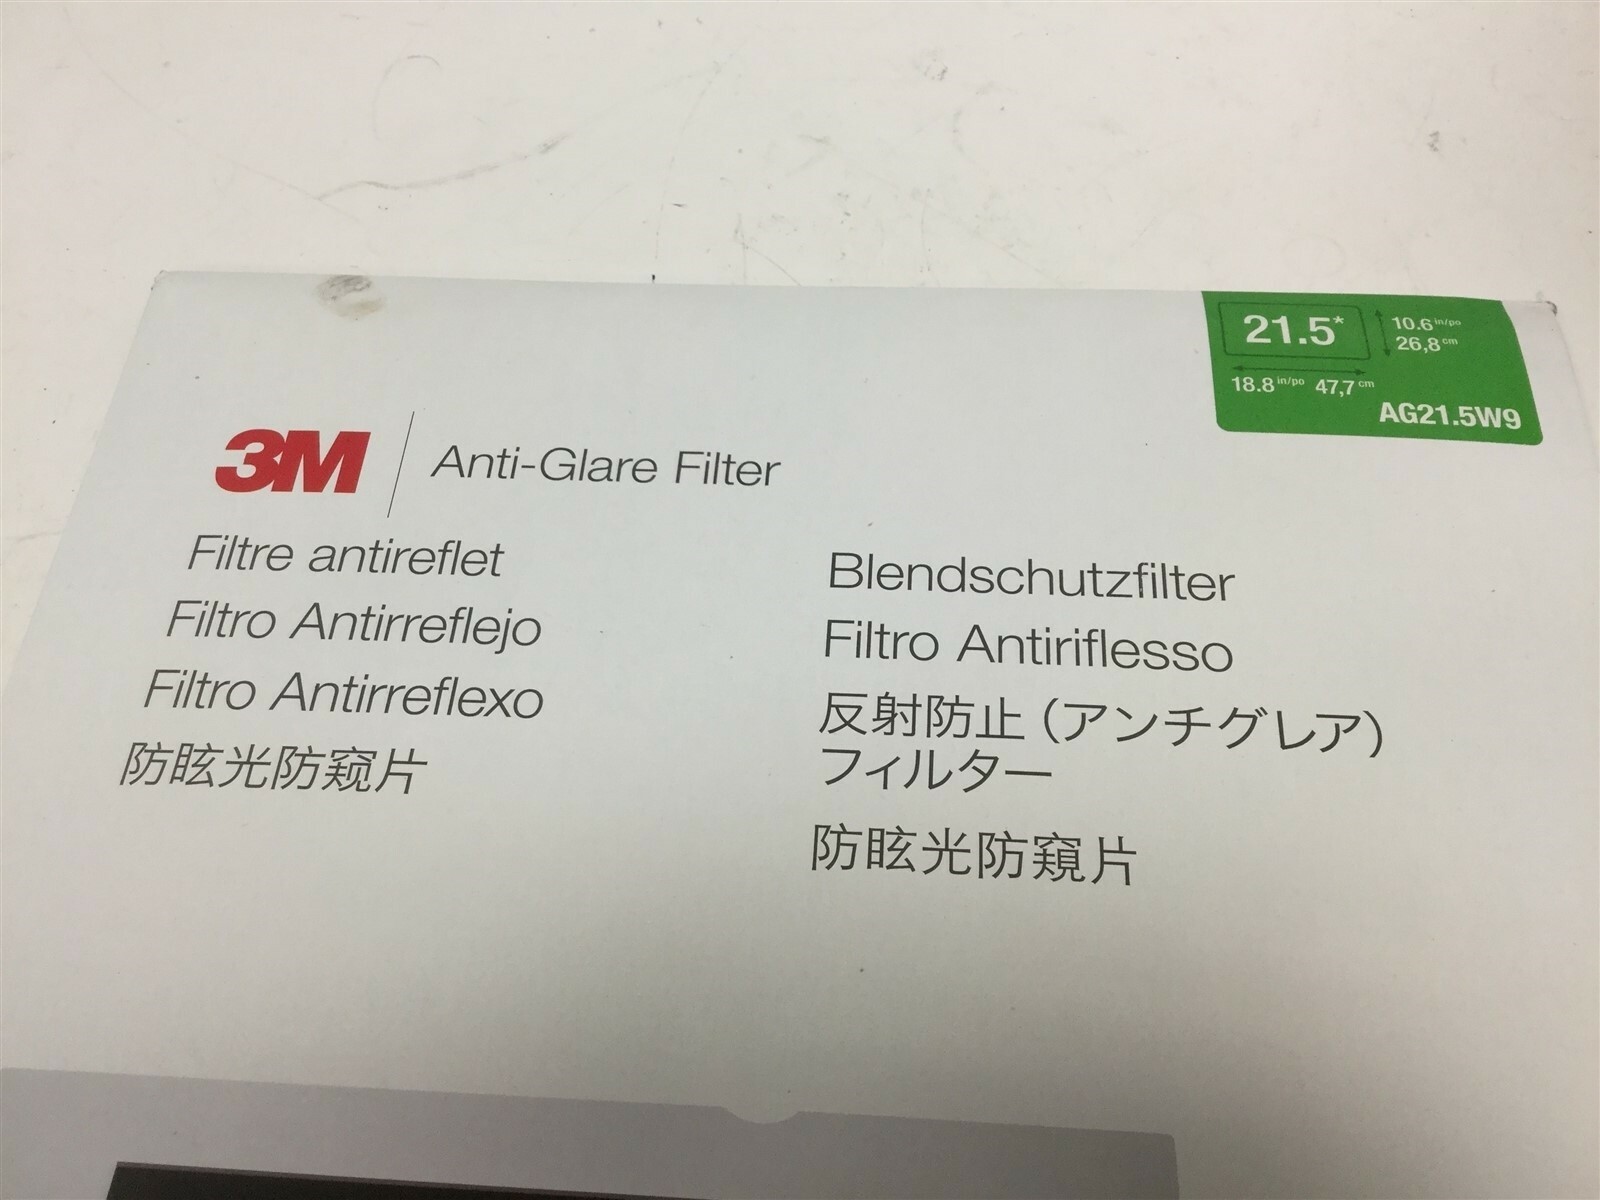 21.5*
10.6 in/po
26,8 cm
18.8 in/po 47,7 cm
AG21.5W9
3M Anti-Glare Filter
Filtre antireflet
Filtro Antirreflejo
Filtro Antirreflexo
防眩光防窥片
Blendschutzfilter
Filtro Antiriflesso
反射防止(アンチグレア)
フィルター
防眩光防窺片